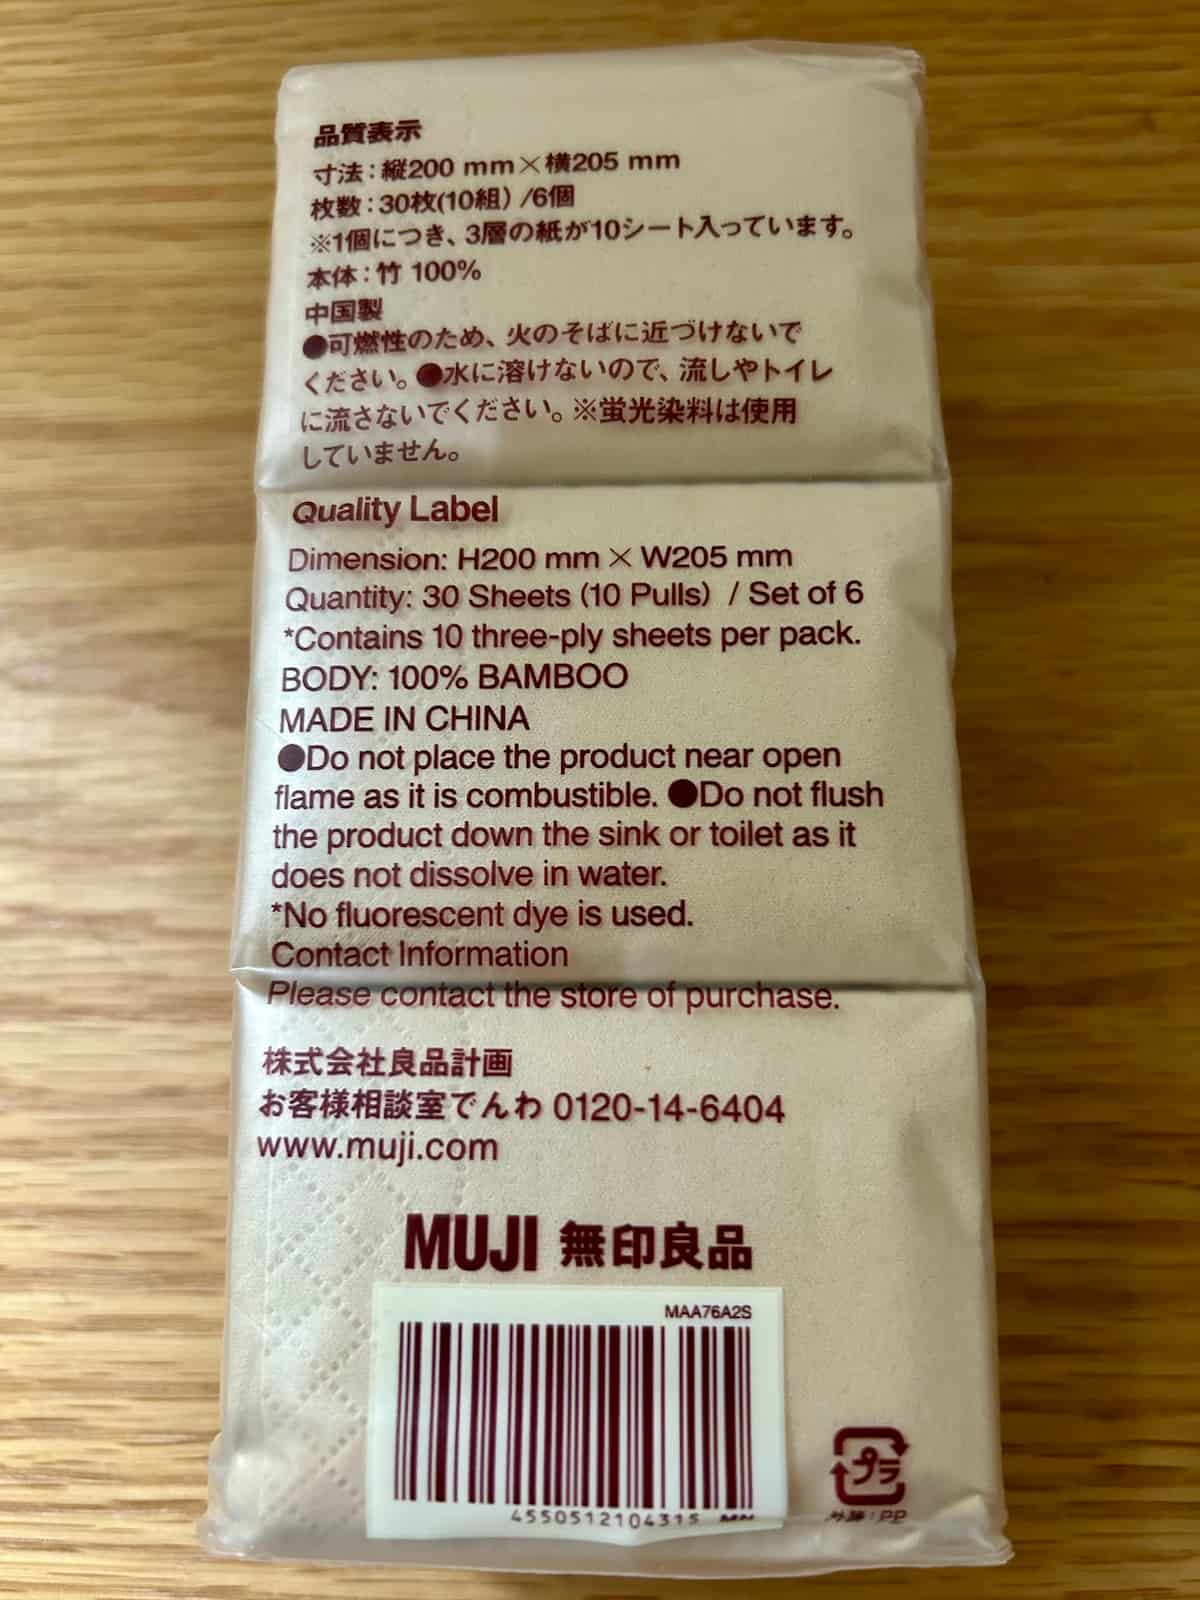 品質表示
寸法：縦200 mm×横205 mm
枚数：30枚(10組) /6個
※1個につき、3層の紙が10シート入っています。
本体：竹 100%
中国製
●可燃性のため、火のそばに近づけないで
ください。●水に溶けないので、流しやトイレ
に流さないでください。※蛍光染料は使用
していません。
Quality Label
Dimension: H200 mm × W205 mm
Quantity: 30 Sheets (10 Pulls) / Set of 6
*Contains 10 three-ply sheets per pack.
BODY: 100% BAMBOO
MADE IN CHINA
●Do not place the product near open
flame as it is combustible. ●Do not flush
the product down the sink or toilet as it
does not dissolve in water.
*No fluorescent dye is used.
Contact Information
Please contact the store of purchase.
株式会社良品計画
お客様相談室でんわ 0120-14-6404
www.muji.com
MUJI 無印良品
MAA76A2S
4550512104315 MN
プラ
外装：PP